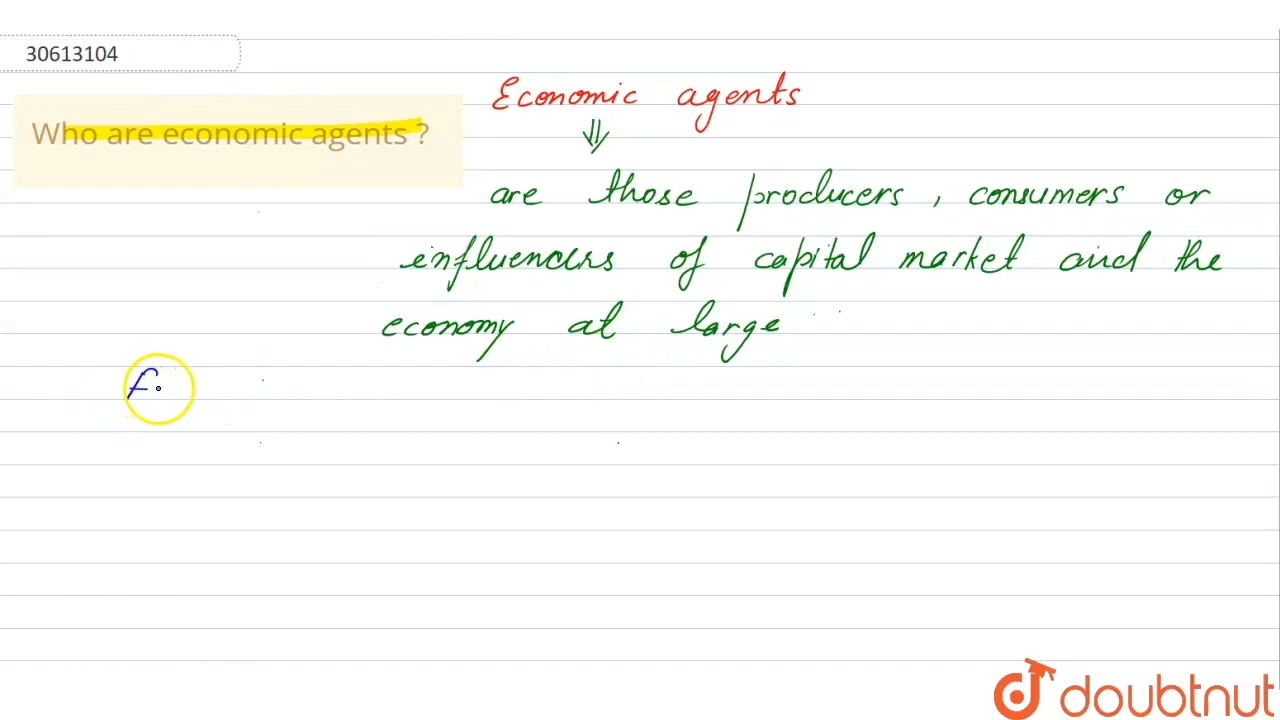 30613104
Who are economic agents ?
Economic agents
⇓
are those producers, consumers or
influencers of capital market and the
economy at large
f.
doubtnut